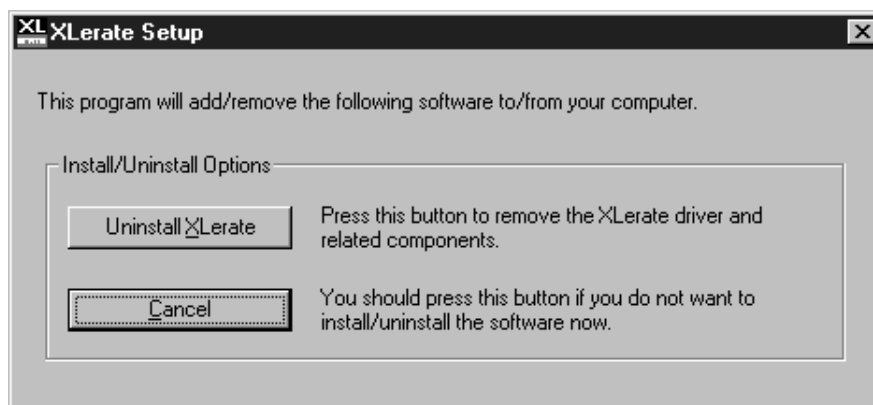 XL
XLerate Setup
This program will add/remove the following software to/from your computer.
Install/Uninstall Options
Uninstall XLerate
Press this button to remove the XLerate driver and
related components.
Cancel
You should press this button if you do not want to
install/uninstall the software now.